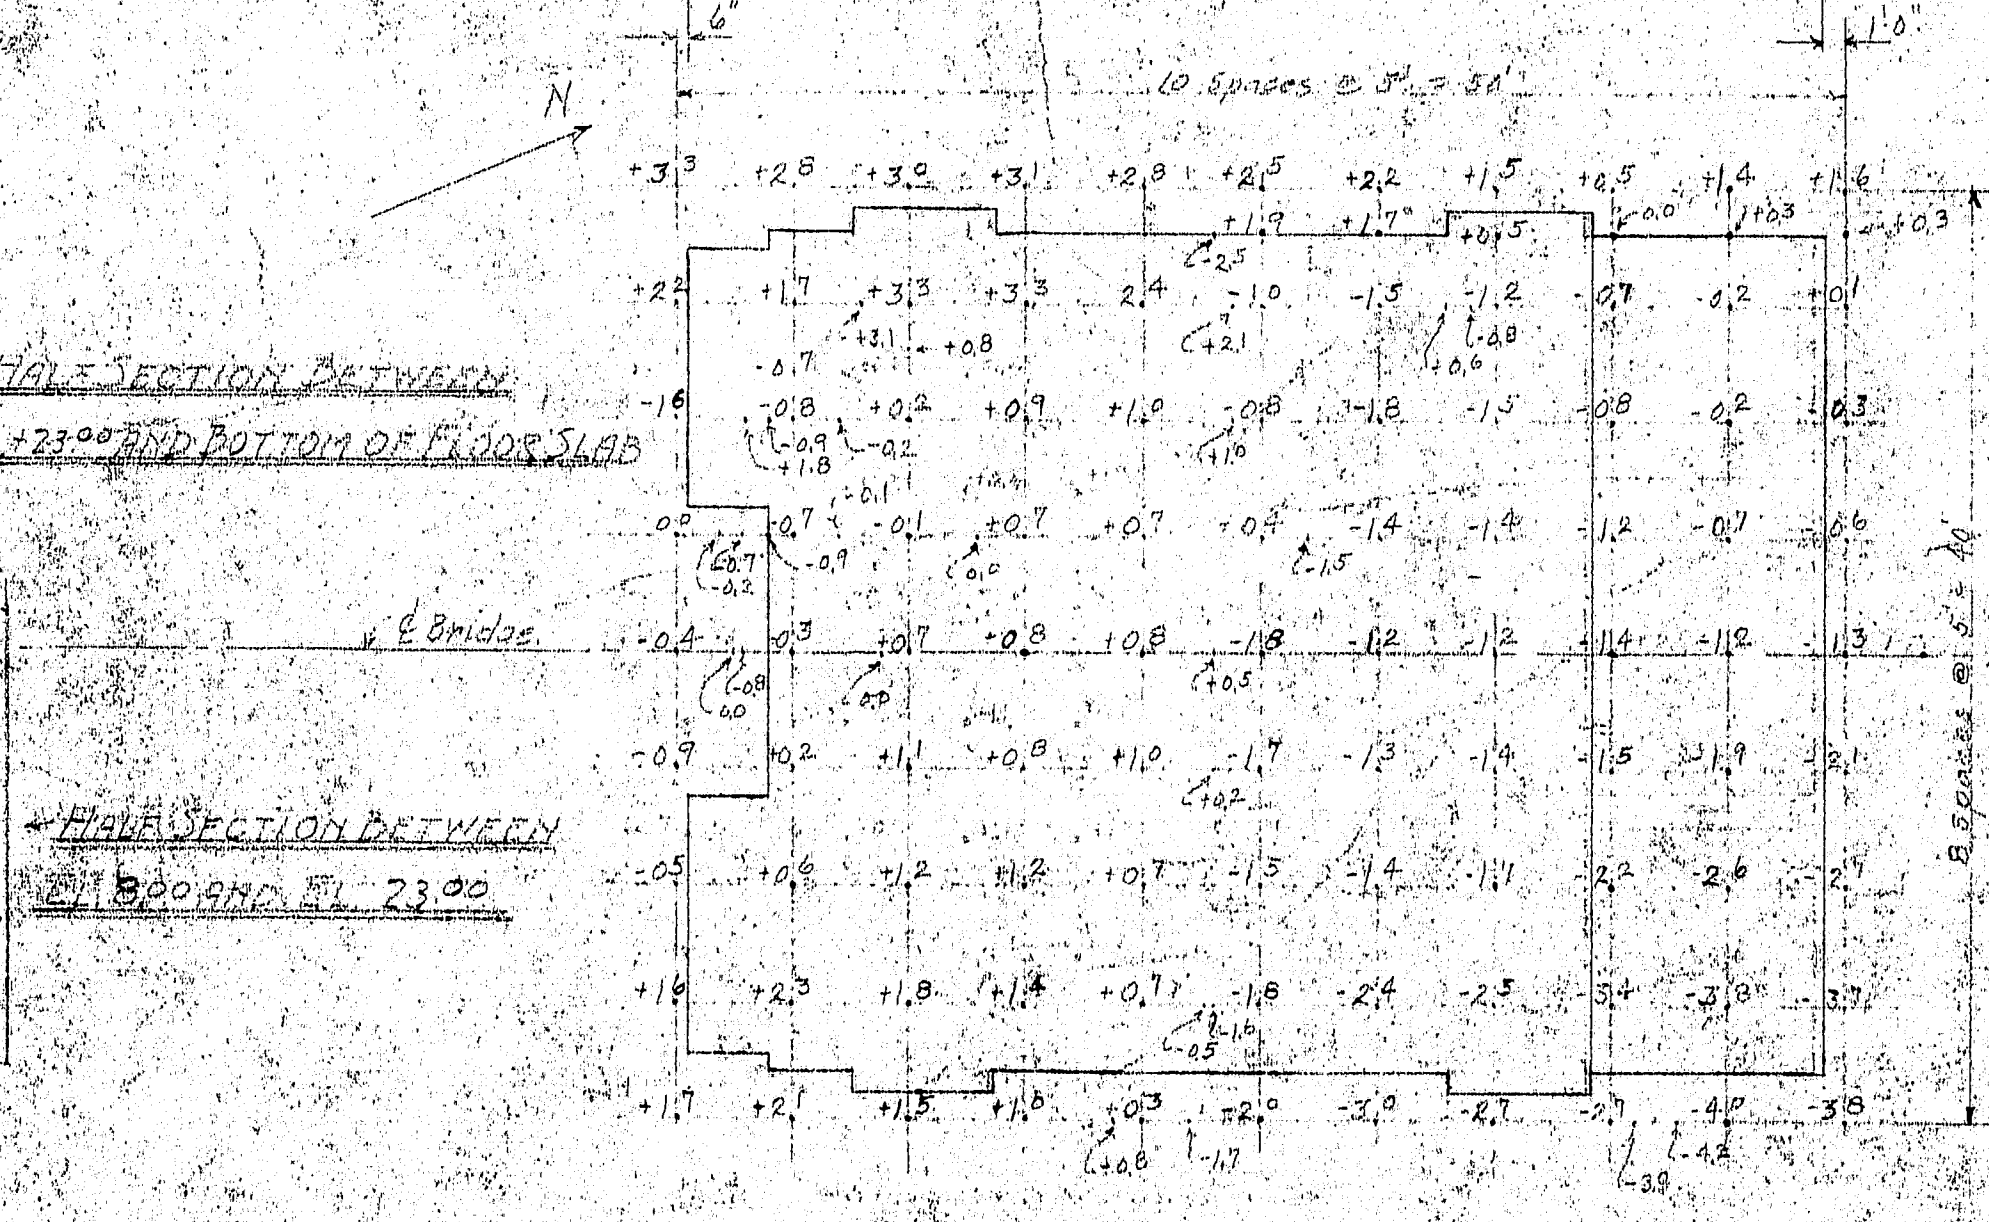 6" 1'0"
10 Spaces @ 5' = 50'
N
+3.3 +2.8 +3.0 +3.1 +2.8 +2.5 +2.2 +1.5 +0.5 +1.4 +1.6
+1.9 +1.7 +0.5 0.0 +0.3 +0.3
-2.5
+2.2 +1.7 +3.3 +3.3 2.4 -1.0 -1.5 -1.2 -0.7 -0.2 +0.1
+3.1 +0.8 +2.1 -0.8
-0.7 +0.6
HALF SECTION BETWEEN
-1.6 -0.8 +0.2 +0.9 +1.0 -0.8 -1.8 -1.5 -0.8 -0.2 0.3
+23.00 AND BOTTOM OF FLOOR SLAB
-0.9 -0.2 +1.0
+1.8
-0.1
0.0 -0.7 -0.1 +0.7 +0.7 +0.4 -1.4 -1.4 -1.2 -0.7 0.6
-0.7 -0.9 0.0 -1.5
-0.3
℄ Bridge
-0.4 -0.3 +0.7 +0.8 +0.8 -1.8 -1.2 -1.2 -1.4 -1.2 -1.3
-0.8 0.0 +0.5
0.0
-0.9 +0.2 +1.1 +0.8 +1.0 -1.7 -1.3 -1.4 -1.5 -1.9 -2.1
+0.2
HALF SECTION BETWEEN
-0.5 +0.6 +1.2 +1.2 +0.7 -1.5 -1.4 -1.7 -2.2 -2.6 -2.7
EL. 8.00 AND EL. 23.00
+1.6 +2.3 +1.8 +1.4 +0.7 -1.8 -2.4 -2.5 -3.4 -3.8 -3.7
-1.6
-0.5
+1.7 +2.1 +1.5 +1.6 +0.3 -2.0 -3.0 -2.7 -2.7 -4.0 -3.8
+0.8 -1.7 -4.2
-3.9
8 Spaces @ 5' = 40'